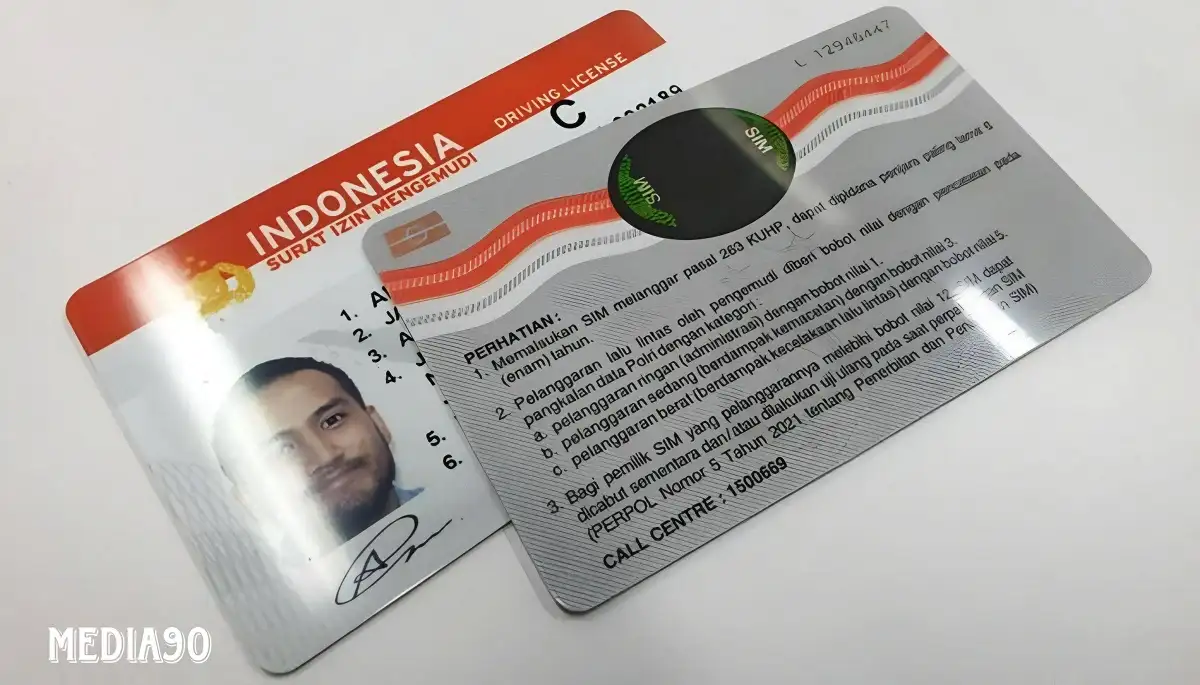 INDONESIA
SURAT IZIN MENGEMUDI
DRIVING LICENSE
C
1. A
2. JA
3. A
4. J
5.
6.
L 12946447
SIM
SIM
PERHATIAN :
1. Memalsukan SIM melanggar pasal 263 KUHP, dapat dipidana penjara paling lama 6
(enam) tahun.
2. Pelanggaran lalu lintas oleh pengemudi diberi bobot nilai dengan pencatatan pada
pangkalan data Polri dengan kategori :
a. pelanggaran ringan (administrasi) dengan bobot nilai 1.
b. pelanggaran sedang (berdampak kemacetan) dengan bobot nilai 3.
c. pelanggaran berat (berdampak kecelakaan lalu lintas) dengan bobot nilai 5.
3. Bagi pemilik SIM yang pelanggarannya melebihi bobot nilai 12, SIM dapat
dicabut sementara dan/atau dilakukan uji ulang pada saat SIM
(PERPOL Nomor 5 Tahun 2021 tentang Penerbitan dan SIM)
CALL CENTRE : 1500669
MEDIA90